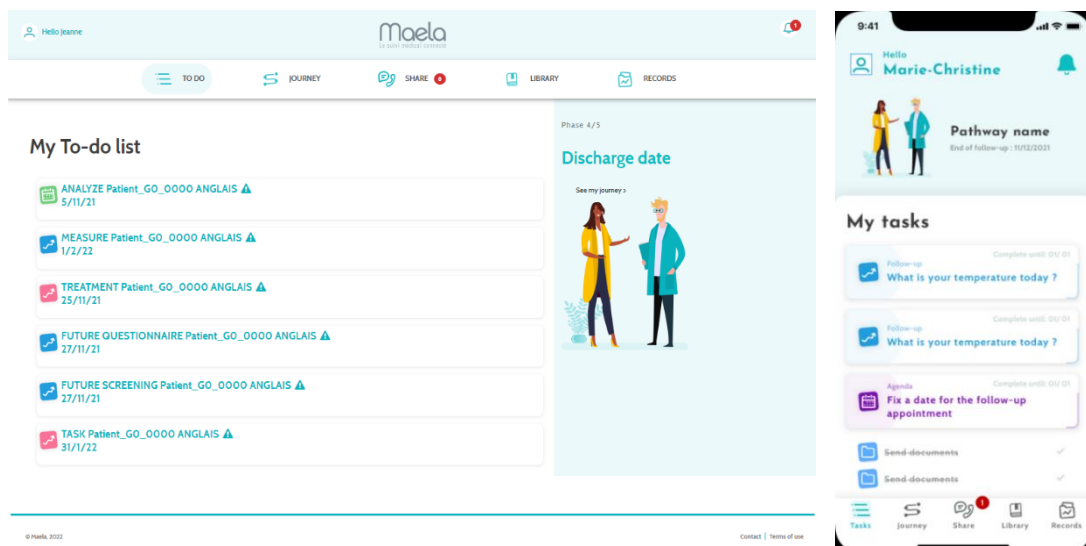 Hello Jeanne
Maela
Le suivi médical connecté
1
TO DO
JOURNEY
SHARE 6
LIBRARY
RECORDS
My To-do list
ANALYZE Patient_GO_0000 ANGLAIS
5/11/21
MEASURE Patient_GO_0000 ANGLAIS
1/2/22
TREATMENT Patient_GO_0000 ANGLAIS
25/11/21
FUTURE QUESTIONNAIRE Patient_GO_0000 ANGLAIS
27/11/21
FUTURE SCREENING Patient_GO_0000 ANGLAIS
27/11/21
TASK Patient_GO_0000 ANGLAIS
31/1/22
Phase 4/5
Discharge date
See my journey >
© Maela, 2022
Contact | Terms of use
9:41
Hello
Marie-Christine
Pathway name
End of follow-up : 11/12/2021
My tasks
Complete until: 01/ 01
Follow-up
What is your temperature today ?
Complete until: 01/ 01
Follow-up
What is your temperature today ?
Complete until: 01/ 01
Agenda
Fix a date for the follow-up
appointment
Send documents
Send documents
1
Tasks
Journey
Share
Library
Records